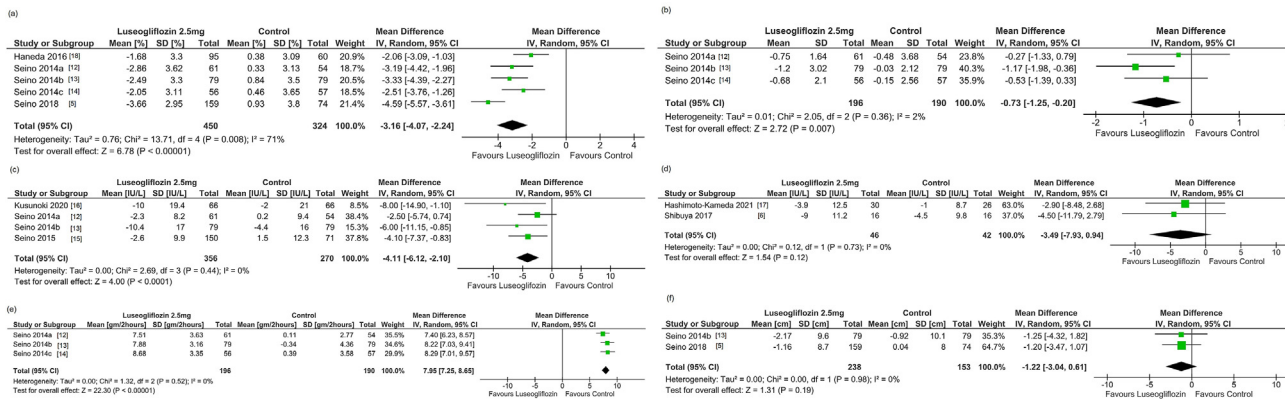 (a)
Luseogliflozin 2.5mg Control Mean Difference Mean Difference
Study or Subgroup Mean [%] SD [%] Total Mean [%] SD [%] Total Weight IV, Random, 95% CI IV, Random, 95% CI
Haneda 2016 [18] -1.68 3.3 95 0.38 3.09 60 20.9% -2.06 [-3.09, -1.03]
Seino 2014a [12] -2.86 3.62 61 0.33 3.13 54 18.7% -3.19 [-4.42, -1.96]
Seino 2014b [13] -2.49 3.3 79 0.84 3.5 79 20.7% -3.33 [-4.39, -2.27]
Seino 2014c [14] -2.05 3.11 56 0.46 3.65 57 18.4% -2.51 [-3.76, -1.26]
Seino 2018 [5] -3.66 2.95 159 0.93 3.8 74 21.4% -4.59 [-5.57, -3.61]
Total (95% CI) 450 324 100.0% -3.16 [-4.07, -2.24]
Heterogeneity: Tau² = 0.76; Chi² = 13.71, df = 4 (P = 0.008); I² = 71%
Test for overall effect: Z = 6.78 (P < 0.00001)
-4 -2 0 2 4
Favours Luseogliflozin Favours Control
(b)
Luseogliflozin 2.5mg Control Mean Difference Mean Difference
Study or Subgroup Mean SD Total Mean SD Total Weight IV, Random, 95% CI IV, Random, 95% CI
Seino 2014a [12] -0.75 1.64 61 -0.48 3.68 54 23.8% -0.27 [-1.33, 0.79]
Seino 2014b [13] -1.2 3.02 79 -0.03 2.12 79 40.3% -1.17 [-1.98, -0.36]
Seino 2014c [14] -0.68 2.1 56 -0.15 2.56 57 35.9% -0.53 [-1.39, 0.33]
Total (95% CI) 196 190 100.0% -0.73 [-1.25, -0.20]
Heterogeneity: Tau² = 0.01; Chi² = 2.05, df = 2 (P = 0.36); I² = 2%
Test for overall effect: Z = 2.72 (P = 0.007)
-2 -1 0 1 2
Favours Luseogliflozin Favours Control
(c)
Luseogliflozin 2.5mg Control Mean Difference Mean Difference
Study or Subgroup Mean [IU/L] SD [IU/L] Total Mean [IU/L] SD [IU/L] Total Weight IV, Random, 95% CI IV, Random, 95% CI
Kusunoki 2020 [16] -10 19.4 66 -2 21 66 8.5% -8.00 [-14.90, -1.10]
Seino 2014a [12] -2.3 8.2 61 0.2 9.4 54 38.4% -2.50 [-5.74, 0.74]
Seino 2014b [13] -10.4 17 79 -4.4 16 79 15.2% -6.00 [-11.15, -0.85]
Seino 2015 [15] -2.6 9.9 150 1.5 12.3 71 37.9% -4.10 [-7.37, -0.83]
Total (95% CI) 356 270 100.0% -4.11 [-6.12, -2.10]
Heterogeneity: Tau² = 0.00; Chi² = 2.69, df = 3 (P = 0.44); I² = 0%
Test for overall effect: Z = 4.00 (P < 0.0001)
-10 -5 0 5 10
Favours Luseogliflozin Favours Control
(d)
Luseogliflozin 2.5mg Control Mean Difference Mean Difference
Study or Subgroup Mean [IU/L] SD [IU/L] Total Mean [IU/L] SD [IU/L] Total Weight IV, Random, 95% CI IV, Random, 95% CI
Hashimoto-Kameda 2021 [17] -3.9 12.5 30 -1 8.7 26 63.0% -2.90 [-8.48, 2.68]
Shibuya 2017 [6] -9 11.2 16 -4.5 9.8 16 37.0% -4.50 [-11.79, 2.79]
Total (95% CI) 46 42 100.0% -3.49 [-7.93, 0.94]
Heterogeneity: Tau² = 0.00; Chi² = 0.12, df = 1 (P = 0.73); I² = 0%
Test for overall effect: Z = 1.54 (P = 0.12)
-10 -5 0 5 10
Favours Luseogliflozin Favours Control
(e)
Luseogliflozin 2.5mg Control Mean Difference Mean Difference
Study or Subgroup Mean [gm/2hours] SD [gm/2hours] Total Mean [gm/2hours] SD [gm/2hours] Total Weight IV, Random, 95% CI IV, Random, 95% CI
Seino 2014a [12] 7.51 3.63 61 0.11 2.77 54 35.5% 7.40 [6.23, 8.57]
Seino 2014b [13] 7.88 3.16 79 -0.34 4.36 79 34.6% 8.22 [7.03, 9.41]
Seino 2014c [14] 8.68 3.35 56 0.39 3.58 57 29.9% 8.29 [7.01, 9.57]
Total (95% CI) 196 190 100.0% 7.95 [7.25, 8.65]
Heterogeneity: Tau² = 0.00; Chi² = 1.32, df = 2 (P = 0.52); I² = 0%
Test for overall effect: Z = 22.30 (P < 0.00001)
-10 -5 0 5 10
Favours Control Favours Luseogliflozin
(f)
Luseogliflozin 2.5mg Control Mean Difference Mean Difference
Study or Subgroup Mean [cm] SD [cm] Total Mean [cm] SD [cm] Total Weight IV, Random, 95% CI IV, Random, 95% CI
Seino 2014b [13] -2.17 9.6 79 -0.92 10.1 79 35.3% -1.25 [-4.32, 1.82]
Seino 2018 [5] -1.16 8.7 159 0.04 8 74 64.7% -1.20 [-3.47, 1.07]
Total (95% CI) 238 153 100.0% -1.22 [-3.04, 0.61]
Heterogeneity: Tau² = 0.00; Chi² = 0.00, df = 1 (P = 0.98); I² = 0%
Test for overall effect: Z = 1.31 (P = 0.19)
-4 -2 0 2 4
Favours Luseogliflozin Favours Control